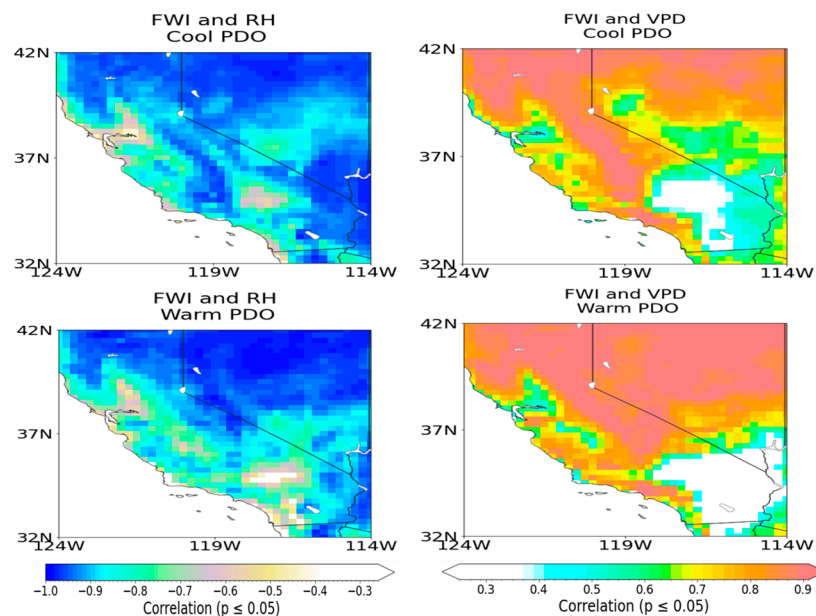 FWI and RH
Cool PDO
42N
37N
32N
124W
119W
114W
FWI and VPD
Cool PDO
42N
37N
32N
124W
119W
114W
FWI and RH
Warm PDO
42N
37N
32N
124W
119W
114W
FWI and VPD
Warm PDO
42N
37N
32N
124W
119W
114W
−1.0 −0.9 −0.8 −0.7 −0.6 −0.5 −0.4 −0.3
Correlation (p ≤ 0.05)
0.3 0.4 0.5 0.6 0.7 0.8 0.9
Correlation (p ≤ 0.05)